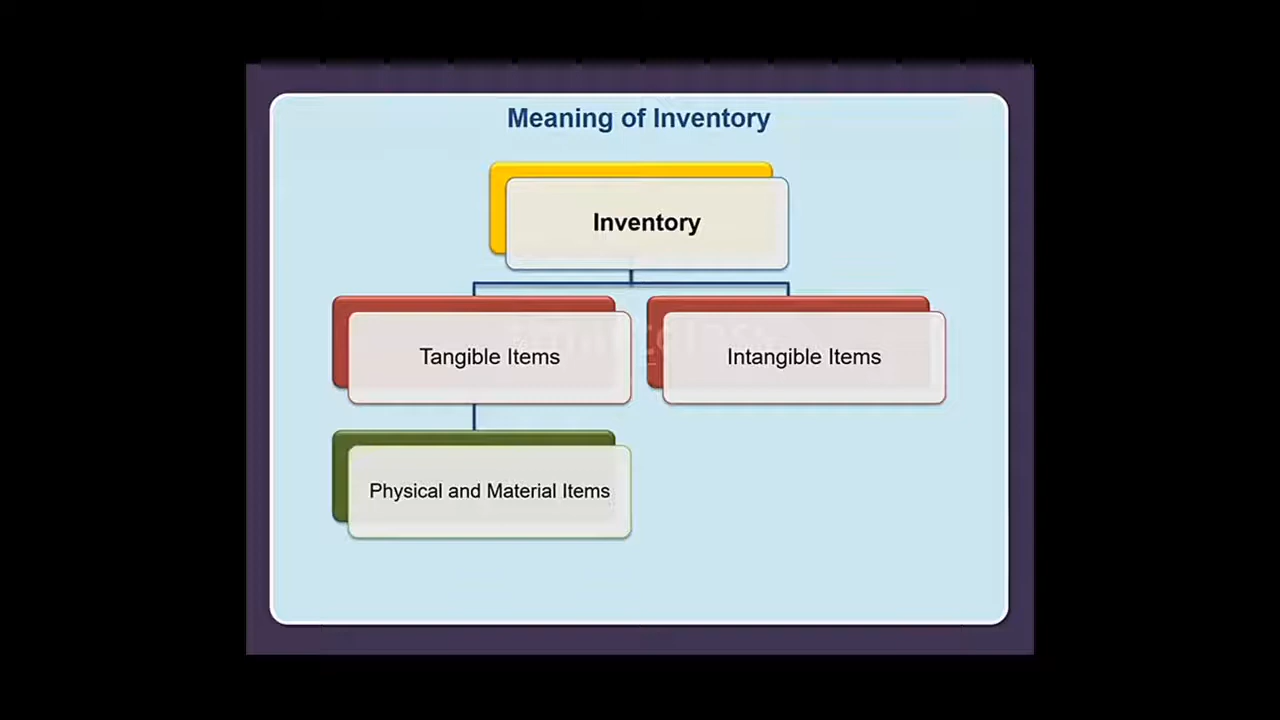 Meaning of Inventory
Inventory
Tangible Items
Intangible Items
Physical and Material Items